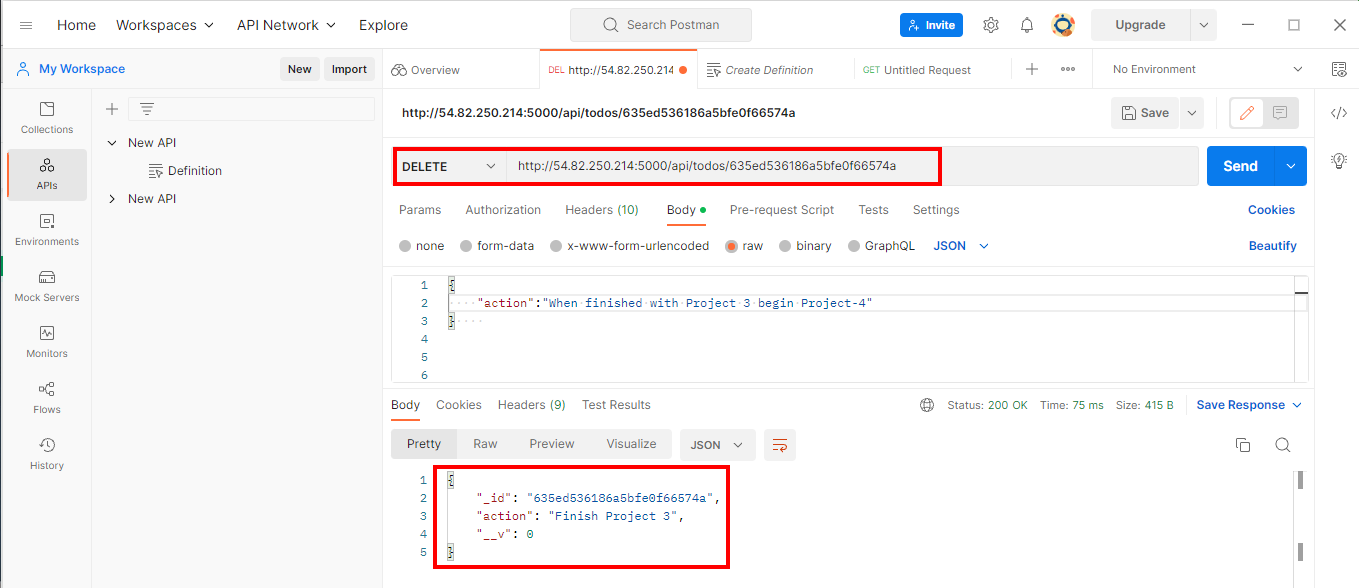 Home Workspaces API Network Explore Search Postman Invite Upgrade
My Workspace New Import Overview DEL http://54.82.250.214 Create Definition GET Untitled Request No Environment
Collections
APIs
Environments
Mock Servers
Monitors
Flows
History
New API
Definition
New API
http://54.82.250.214:5000/api/todos/635ed536186a5bfe0f66574a Save
DELETE http://54.82.250.214:5000/api/todos/635ed536186a5bfe0f66574a Send
Params Authorization Headers (10) Body Pre-request Script Tests Settings Cookies
none form-data x-www-form-urlencoded raw binary GraphQL JSON Beautify
1 {
2 "action":"When finished with Project 3 begin Project-4"
3 }
4
5
6
Body Cookies Headers (9) Test Results Status: 200 OK Time: 75 ms Size: 415 B Save Response
Pretty Raw Preview Visualize JSON
1 {
2 "_id": "635ed536186a5bfe0f66574a",
3 "action": "Finish Project 3",
4 "__v": 0
5 }